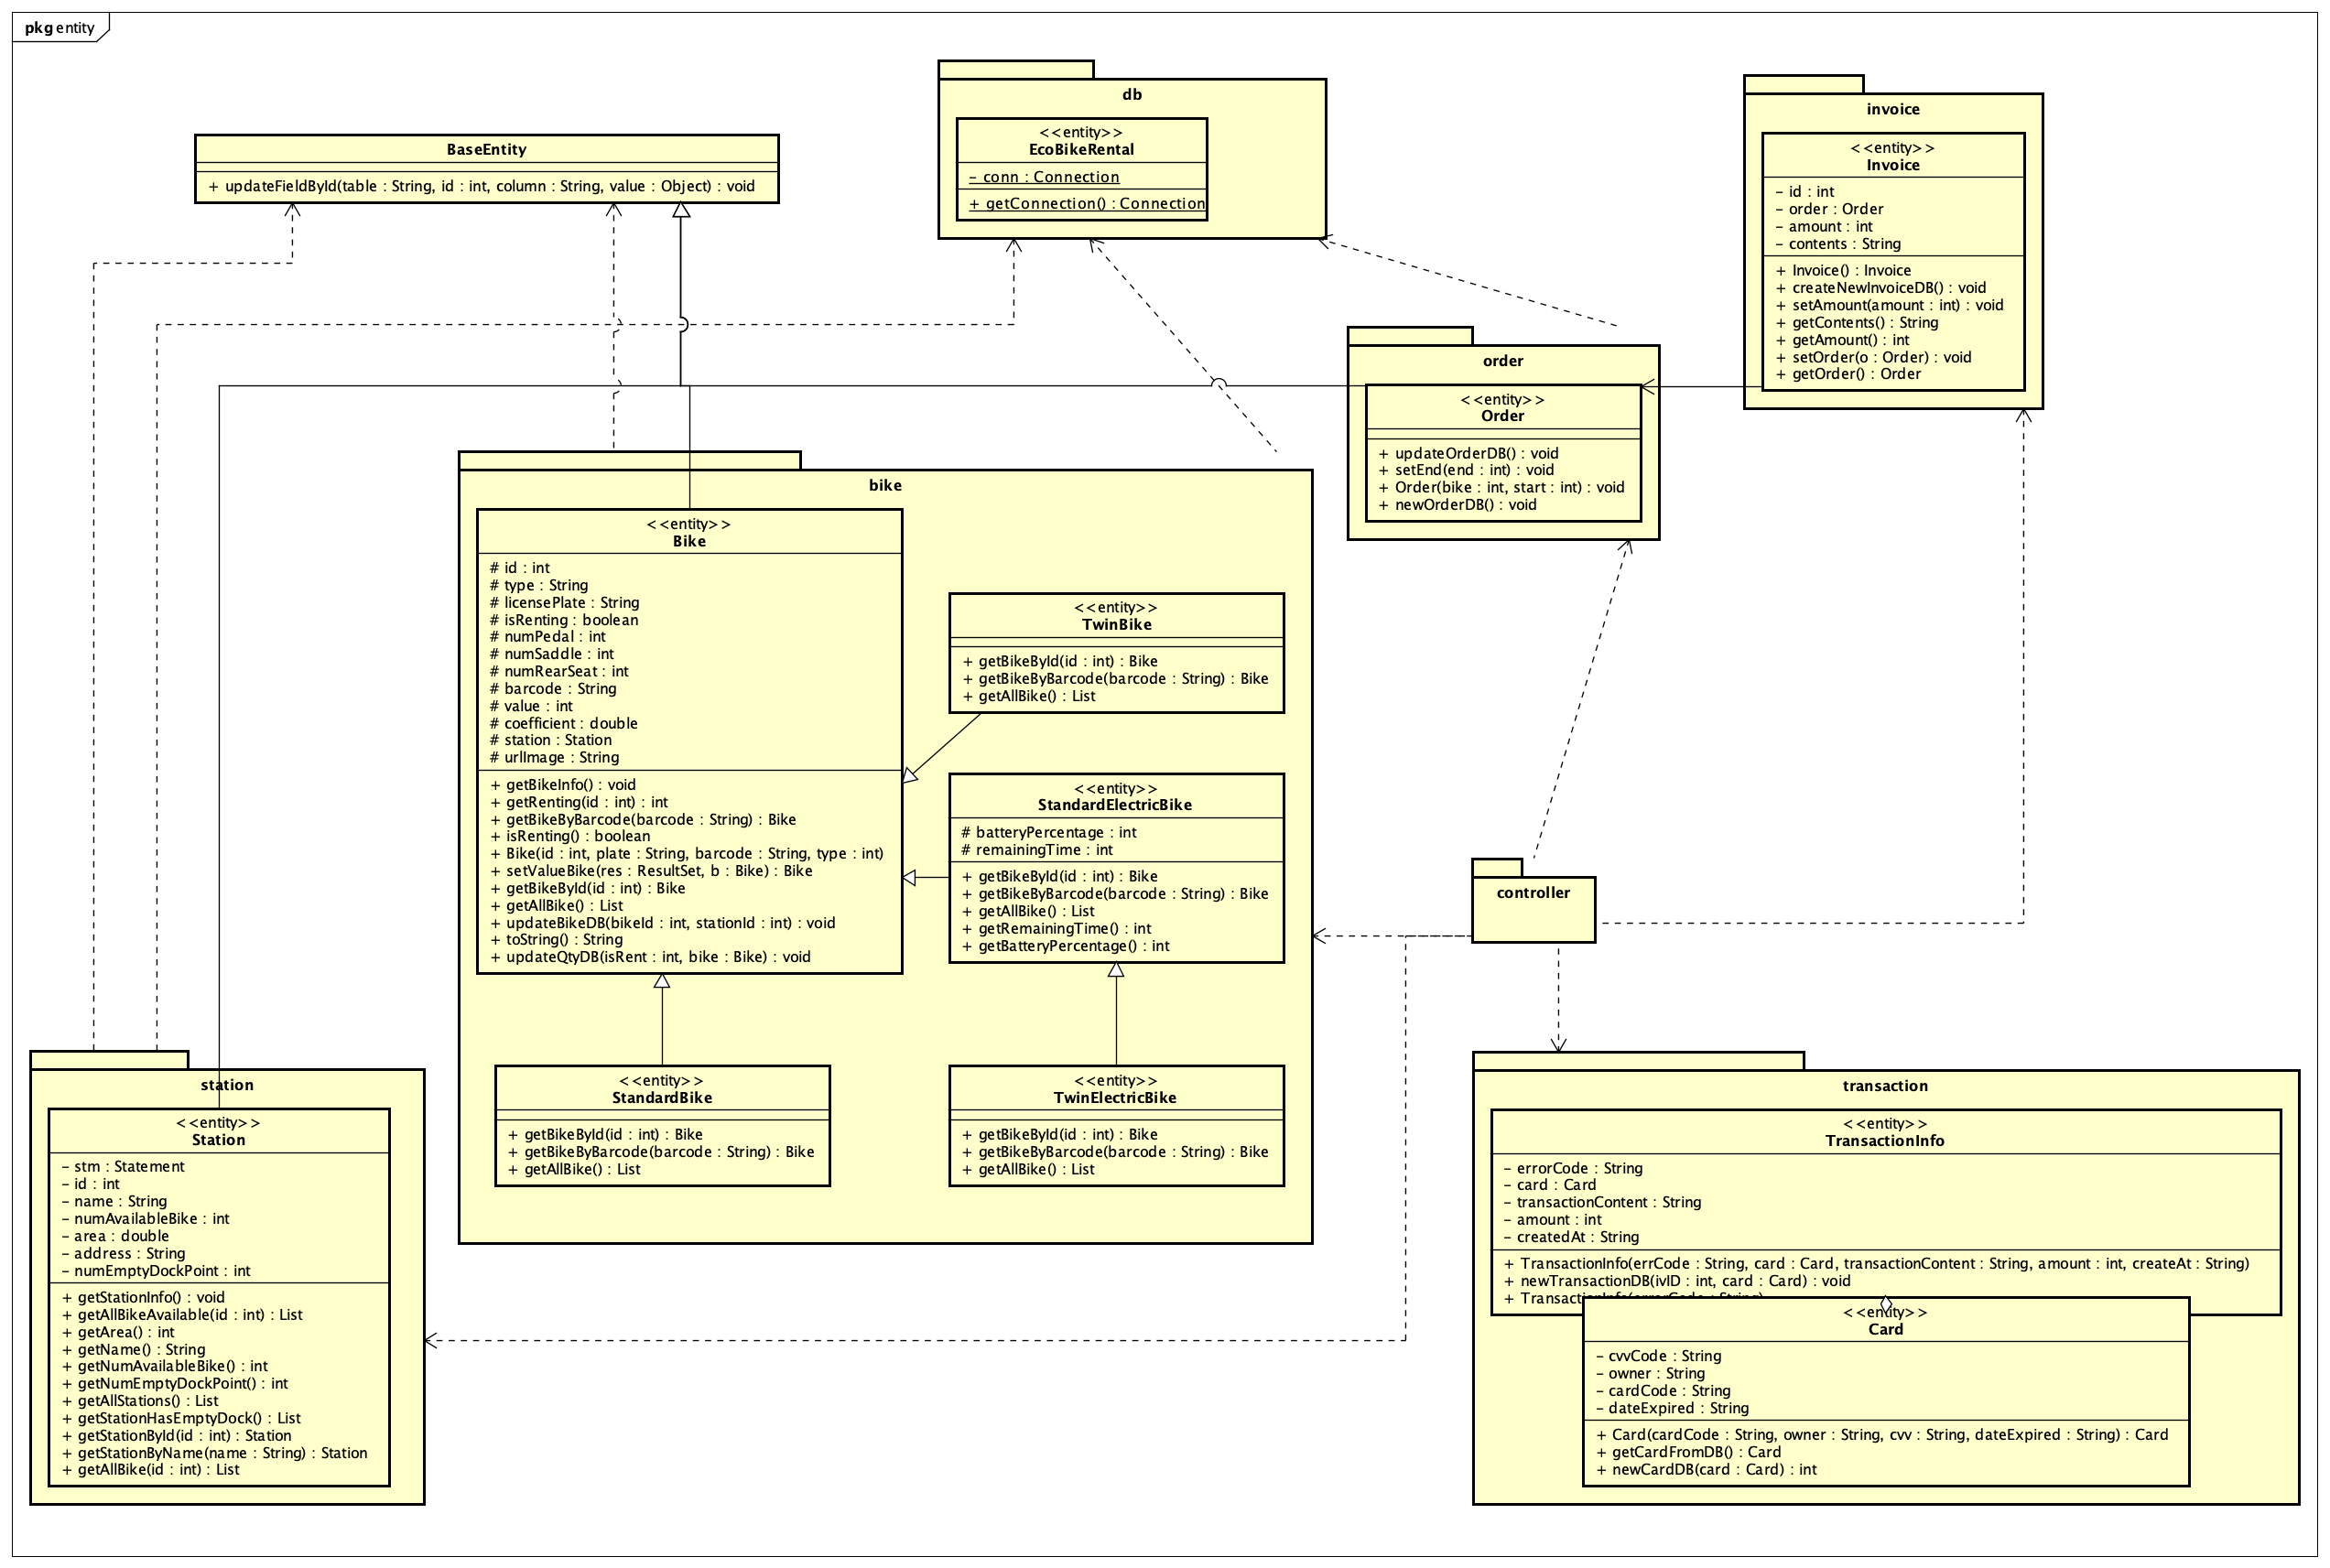 pkg entity
BaseEntity
+ updateFieldById(table : String, id : int, column : String, value : Object) : void
db
<<entity>>
EcoBikeRental
– conn : Connection
+ getConnection() : Connection
invoice
<<entity>>
Invoice
– id : int
– order : Order
– amount : int
– contents : String
+ Invoice() : Invoice
+ createNewInvoiceDB() : void
+ setAmount(amount : int) : void
+ getContents() : String
+ getAmount() : int
+ setOrder(o : Order) : void
+ getOrder() : Order
order
<<entity>>
Order
+ updateOrderDB() : void
+ setEnd(end : int) : void
+ Order(bike : int, start : int) : void
+ newOrderDB() : void
bike
<<entity>>
Bike
# id : int
# type : String
# licensePlate : String
# isRenting : boolean
# numPedal : int
# numSaddle : int
# numRearSeat : int
# barcode : String
# value : int
# coefficient : double
# station : Station
# urlImage : String
+ getBikeInfo() : void
+ getRenting(id : int) : int
+ getBikeByBarcode(barcode : String) : Bike
+ isRenting() : boolean
+ Bike(id : int, plate : String, barcode : String, type : int)
+ setValueBike(res : ResultSet, b : Bike) : Bike
+ getBikeById(id : int) : Bike
+ getAllBike() : List
+ updateBikeDB(bikeId : int, stationId : int) : void
+ toString() : String
+ updateQtyDB(isRent : int, bike : Bike) : void
<<entity>>
TwinBike
+ getBikeById(id : int) : Bike
+ getBikeByBarcode(barcode : String) : Bike
+ getAllBike() : List
<<entity>>
StandardElectricBike
# batteryPercentage : int
# remainingTime : int
+ getBikeById(id : int) : Bike
+ getBikeByBarcode(barcode : String) : Bike
+ getAllBike() : List
+ getRemainingTime() : int
+ getBatteryPercentage() : int
<<entity>>
StandardBike
+ getBikeById(id : int) : Bike
+ getBikeByBarcode(barcode : String) : Bike
+ getAllBike() : List
<<entity>>
TwinElectricBike
+ getBikeById(id : int) : Bike
+ getBikeByBarcode(barcode : String) : Bike
+ getAllBike() : List
controller
station
<<entity>>
Station
– stm : Statement
– id : int
– name : String
– numAvailableBike : int
– area : double
– address : String
– numEmptyDockPoint : int
+ getStationInfo() : void
+ getAllBikeAvailable(id : int) : List
+ getArea() : int
+ getName() : String
+ getNumAvailableBike() : int
+ getNumEmptyDockPoint() : int
+ getAllStations() : List
+ getStationHasEmptyDock() : List
+ getStationById(id : int) : Station
+ getStationByName(name : String) : Station
+ getAllBike(id : int) : List
transaction
<<entity>>
TransactionInfo
– errorCode : String
– card : Card
– transactionContent : String
– amount : int
– createdAt : String
+ TransactionInfo(errCode : String, card : Card, transactionContent : String, amount : int, createAt : String)
+ newTransactionDB(ivID : int, card : Card) : void
+ TransactionInfo(errorCode : String)
<<entity>>
Card
– cvvCode : String
– owner : String
– cardCode : String
– dateExpired : String
+ Card(cardCode : String, owner : String, cvv : String, dateExpired : String) : Card
+ getCardFromDB() : Card
+ newCardDB(card : Card) : int